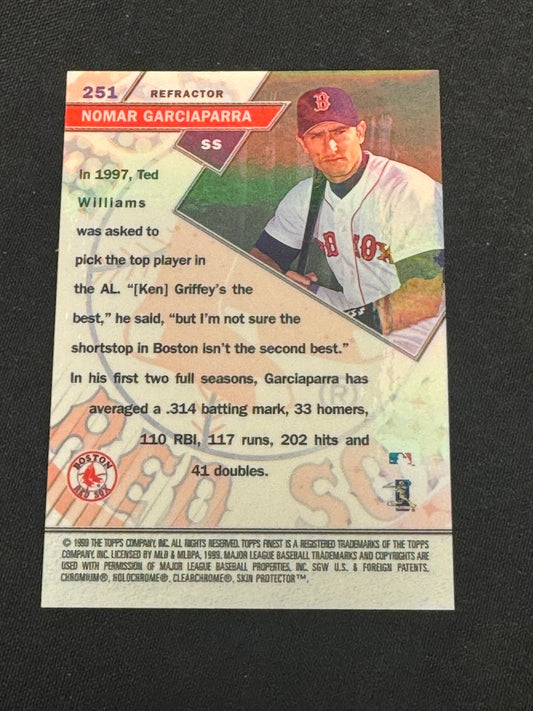 251 REFRACTOR
NOMAR GARCIAPARRA
SS
B
RED SOX
In 1997, Ted
Williams
was asked to
pick the top player in
the AL. "[Ken] Griffey's the
best," he said, "but I'm not sure the
shortstop in Boston isn't the second best."
In his first two full seasons, Garciaparra has
averaged a .314 batting mark, 33 homers,
110 RBI, 117 runs, 202 hits and
41 doubles.
(R)
RED SO
BOSTON
RED SOX
© 1999 THE TOPPS COMPANY, INC. ALL RIGHTS RESERVED. TOPPS FINEST IS A REGISTERED TRADEMARKS OF THE TOPPS
COMPANY, INC. LICENSED BY MLB & MLBPA, 1999. MAJOR LEAGUE BASEBALL TRADEMARKS AND COPYRIGHTS ARE
USED WITH PERMISSION OF MAJOR LEAGUE BASEBALL PROPERTIES, INC. SGW U.S. & FOREIGN PATENTS.
CHROMIUM®, HOLOCHROME®, CLEARCHROME®, SKIN PROTECTOR™.